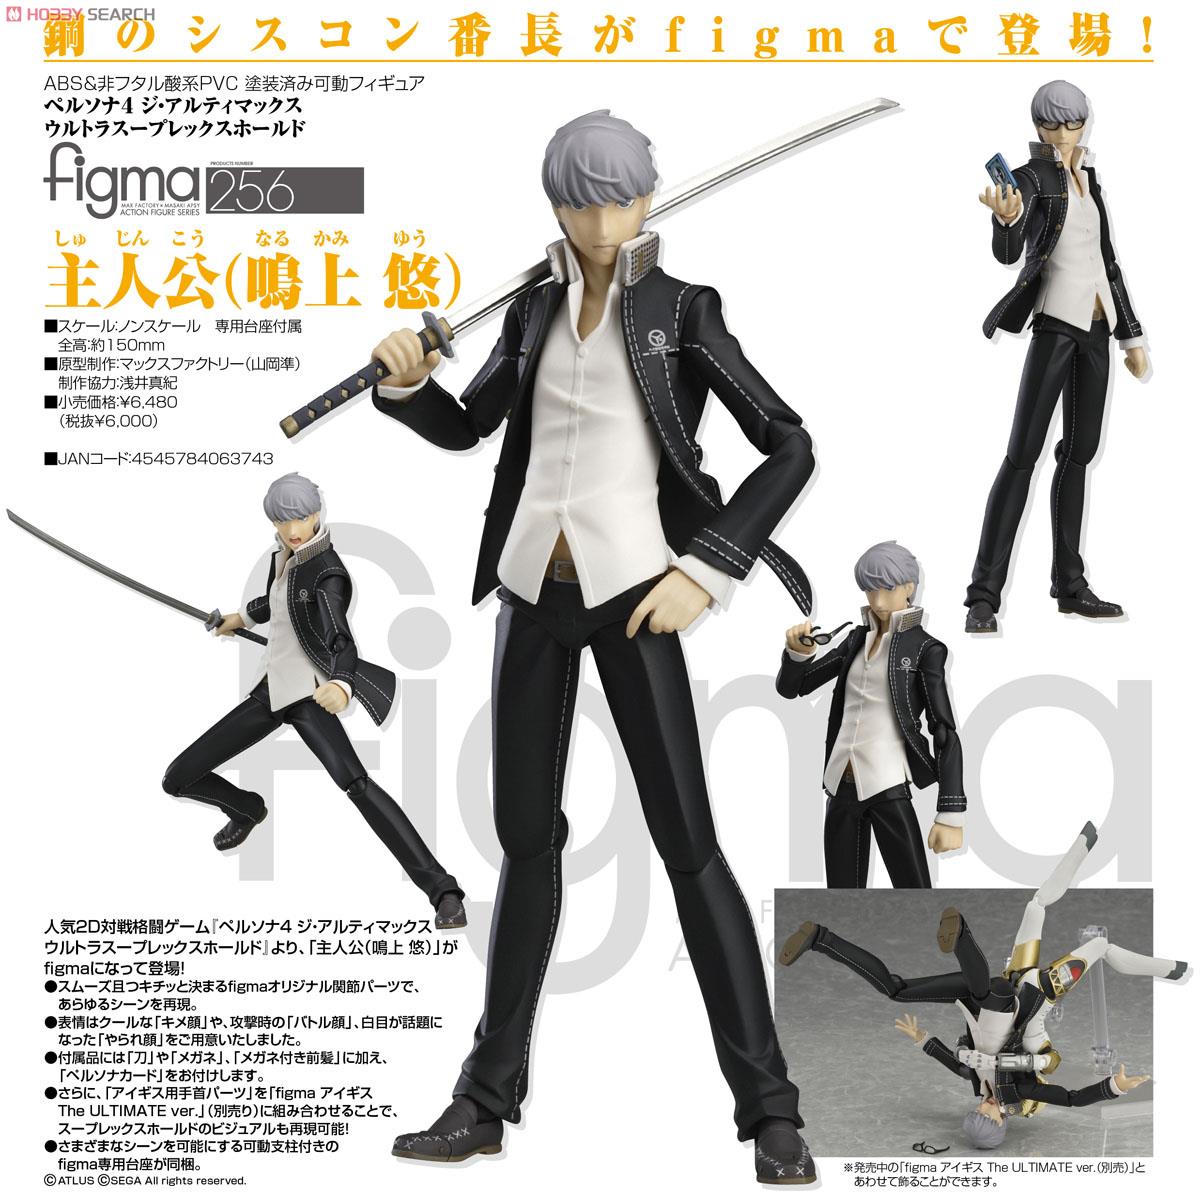 HOBBY SEARCH
鋼のシスコン番長がfigmaで登場!
ABS&非フタル酸系PVC 塗装済み可動フィギュア
ペルソナ4 ジ・アルティマックス
ウルトラスープレックスホールド
figma
PRODUCTS NUMBER
256
MAX FACTORY×MASAKI APSY
ACTION FIGURE SERIES
しゅ じん こう なる かみ ゆう
主人公(鳴上 悠)
■スケール:ノンスケール 専用台座付属
全高:約150mm
■原型制作:マックスファクトリー(山岡準)
制作協力:浅井真紀
■小売価格:¥6,480
(税抜¥6,000)
■JANコード:4545784063743
figma
人気2D対戦格闘ゲーム『ペルソナ4 ジ・アルティマックス
ウルトラスープレックスホールド』より、「主人公(鳴上 悠)」が
figmaになって登場!
●スムーズ且つキチッと決まるfigmaオリジナル関節パーツで、
あらゆるシーンを再現。
●表情はクールな「キメ顔」や、攻撃時の「バトル顔」、白目が話題に
なった「やられ顔」をご用意いたしました。
●付属品には「刀」や「メガネ」、「メガネ付き前髪」に加え、
「ペルソナカード」をお付けします。
●さらに、「アイギス用手首パーツ」を「figma アイギス
The ULTIMATE ver.」(別売り)に組み合わせることで、
スープレックスホールドのビジュアルも再現可能!
●さまざまなシーンを可能にする可動支柱付きの
figma専用台座が同梱。
©ATLUS ©SEGA All rights reserved.
※発売中の「figma アイギス The ULTIMATE ver.(別売)」と
あわせて飾ることができます。